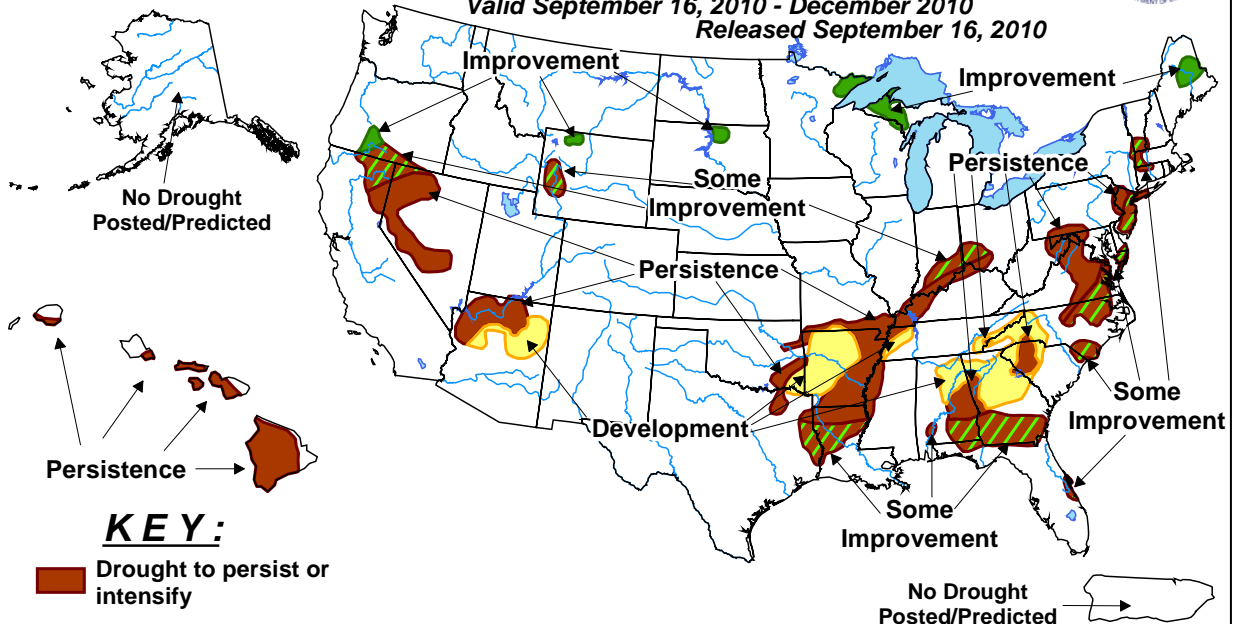 Valid September 16, 2010 - December 2010
Released September 16, 2010
Improvement
Improvement
No Drought
Posted/Predicted
Persistence
Some
Improvement
Persistence
Some
Improvement
Development
Persistence
Some
Improvement
KEY:
Drought to persist or
intensify
No Drought
Posted/Predicted